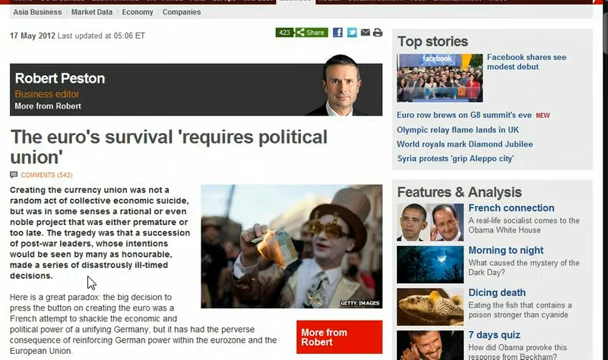 Asia Business
Market Data
Economy
Companies
17 May 2012 Last updated at 05:06 ET
423
Share
Robert Peston
Business editor
More from Robert
The euro's survival 'requires political
union'
COMMENTS (543)
Creating the currency union was not a
random act of collective economic suicide,
but was in some senses a rational or even
noble project that was either premature or
too late. The tragedy was that a succession
of post-war leaders, whose intentions
would be seen by many as honourable,
made a series of disastrously ill-timed
decisions.
GETTY IMAGES
Here is a great paradox: the big decision to
press the button on creating the euro was a
French attempt to shackle the economic and
political power of a unifying Germany, but it has had the perverse
consequence of reinforcing German power within the eurozone and the
European Union.
More from
Robert
Top stories
facebook
Facebook shares see
modest debut
Euro row brews on G8 summit's eve NEW
Olympic relay flame lands in UK
World royals mark Diamond Jubilee
Syria protests 'grip Aleppo city'
Features & Analysis
French connection
A real-life socialist comes to the
Obama White House
Morning to night
What caused the mystery of the
Dark Day?
Dicing death
Eating the fish that contains a
poison stronger than cyanide
7 days quiz
How did Obama provoke this
response from Beckham?